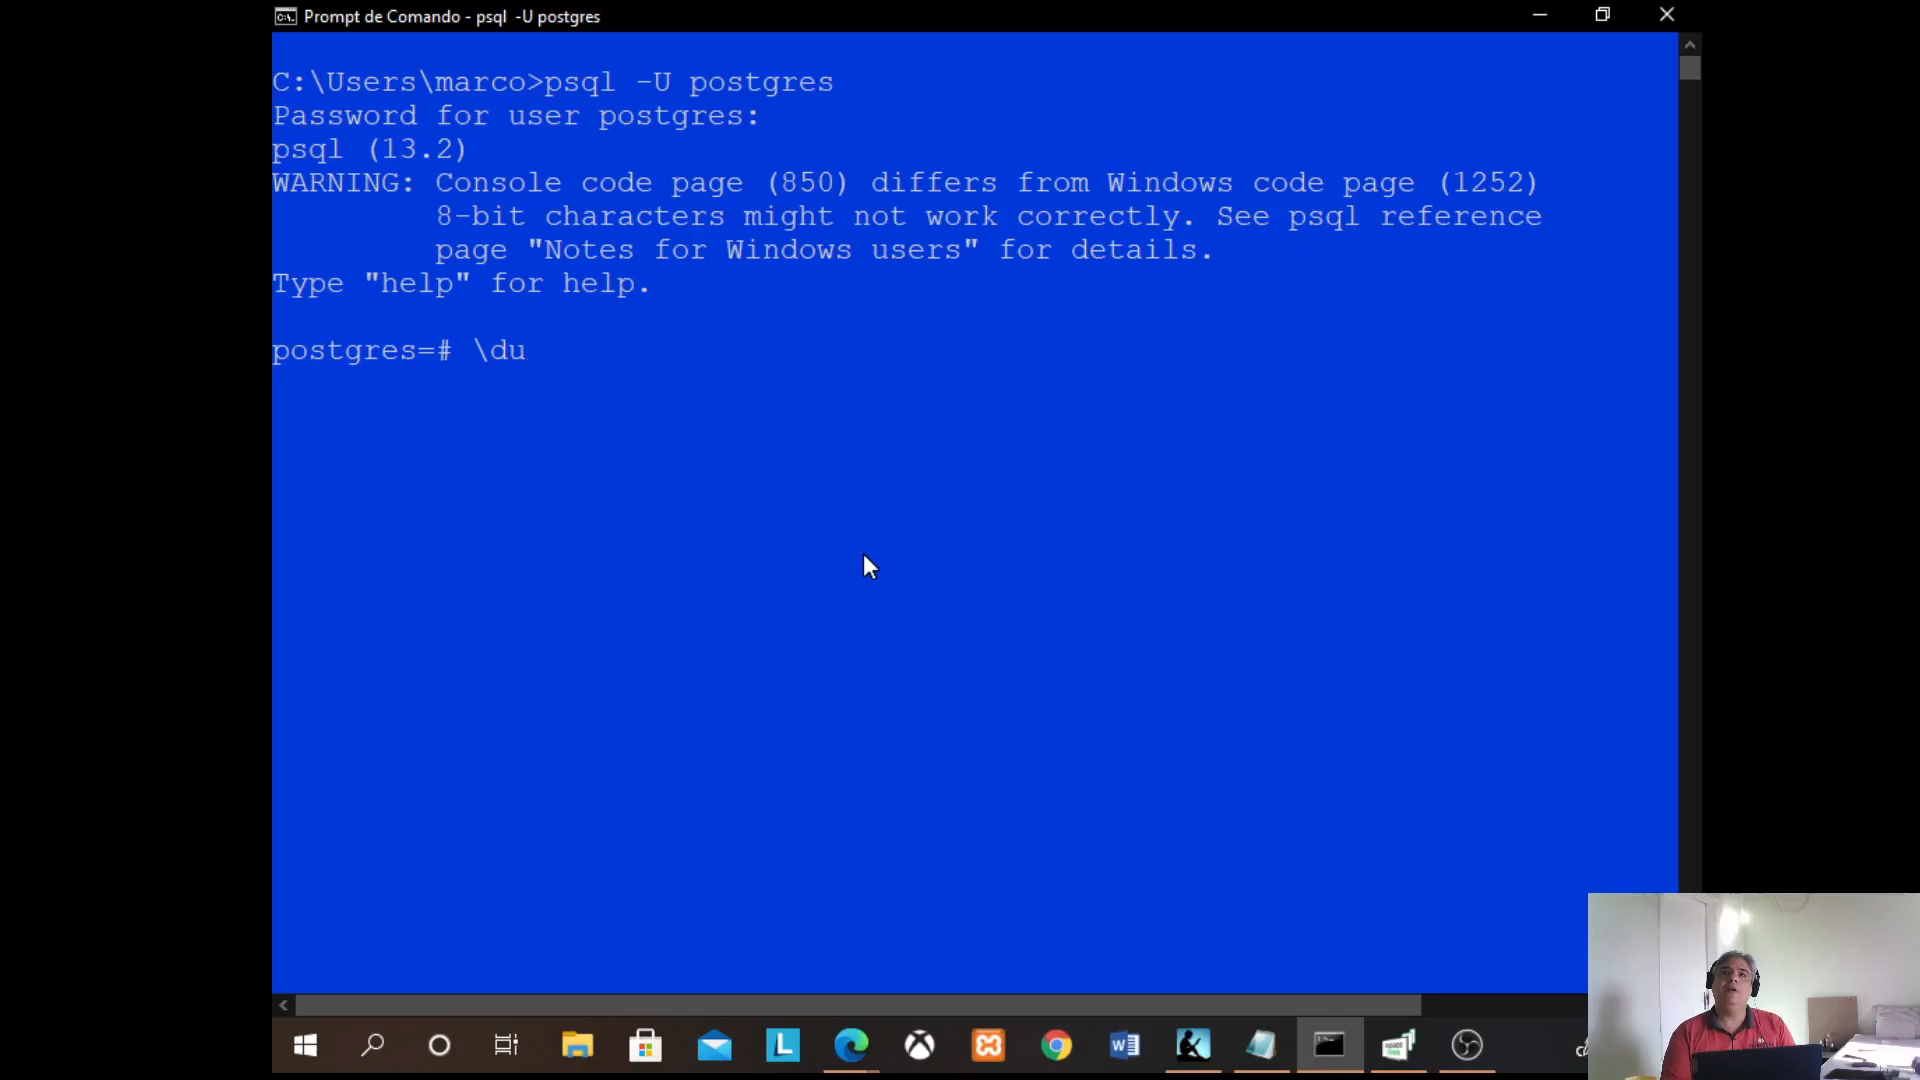 Prompt de Comando - psql -U postgres
C:\Users\marco>psql -U postgres
Password for user postgres:
psql (13.2)
WARNING: Console code page (850) differs from Windows code page (1252)
8-bit characters might not work correctly. See psql reference
page "Notes for Windows users" for details.
Type "help" for help.
postgres=# \du